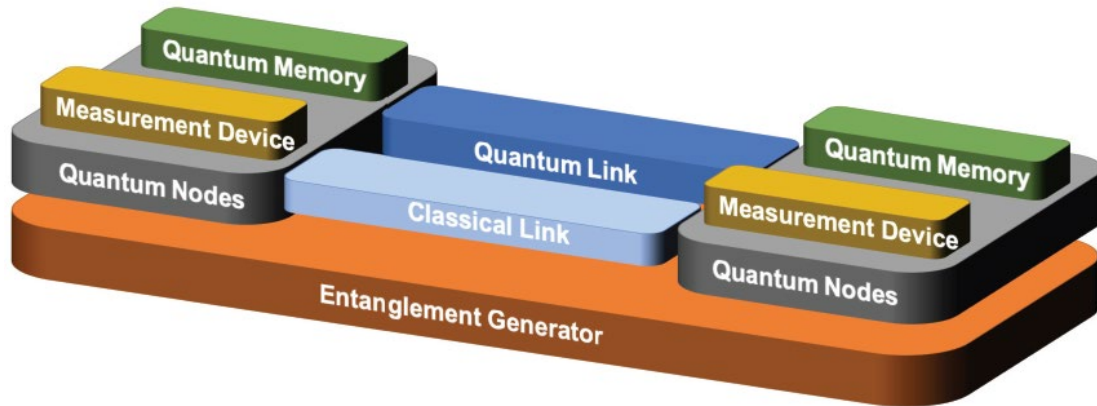 Quantum Memory
Measurement Device
Quantum Nodes
Quantum Link
Classical Link
Quantum Memory
Measurement Device
Quantum Nodes
Entanglement Generator